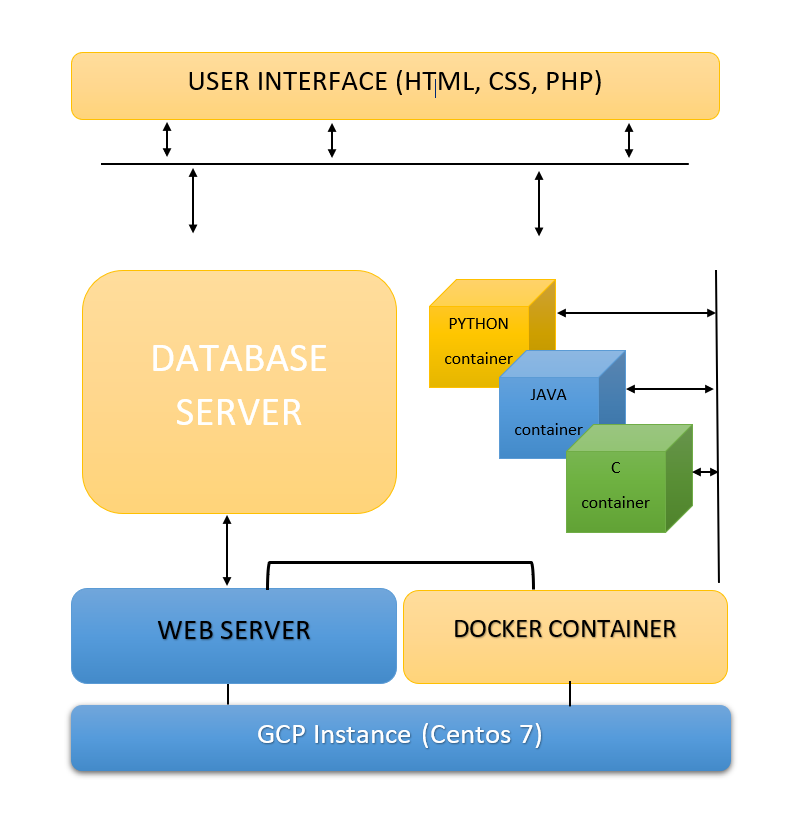 USER INTERFACE (HTML, CSS, PHP)
DATABASE
SERVER
PYTHON
container
JAVA
container
C
container
WEB SERVER
DOCKER CONTAINER
GCP Instance (Centos 7)